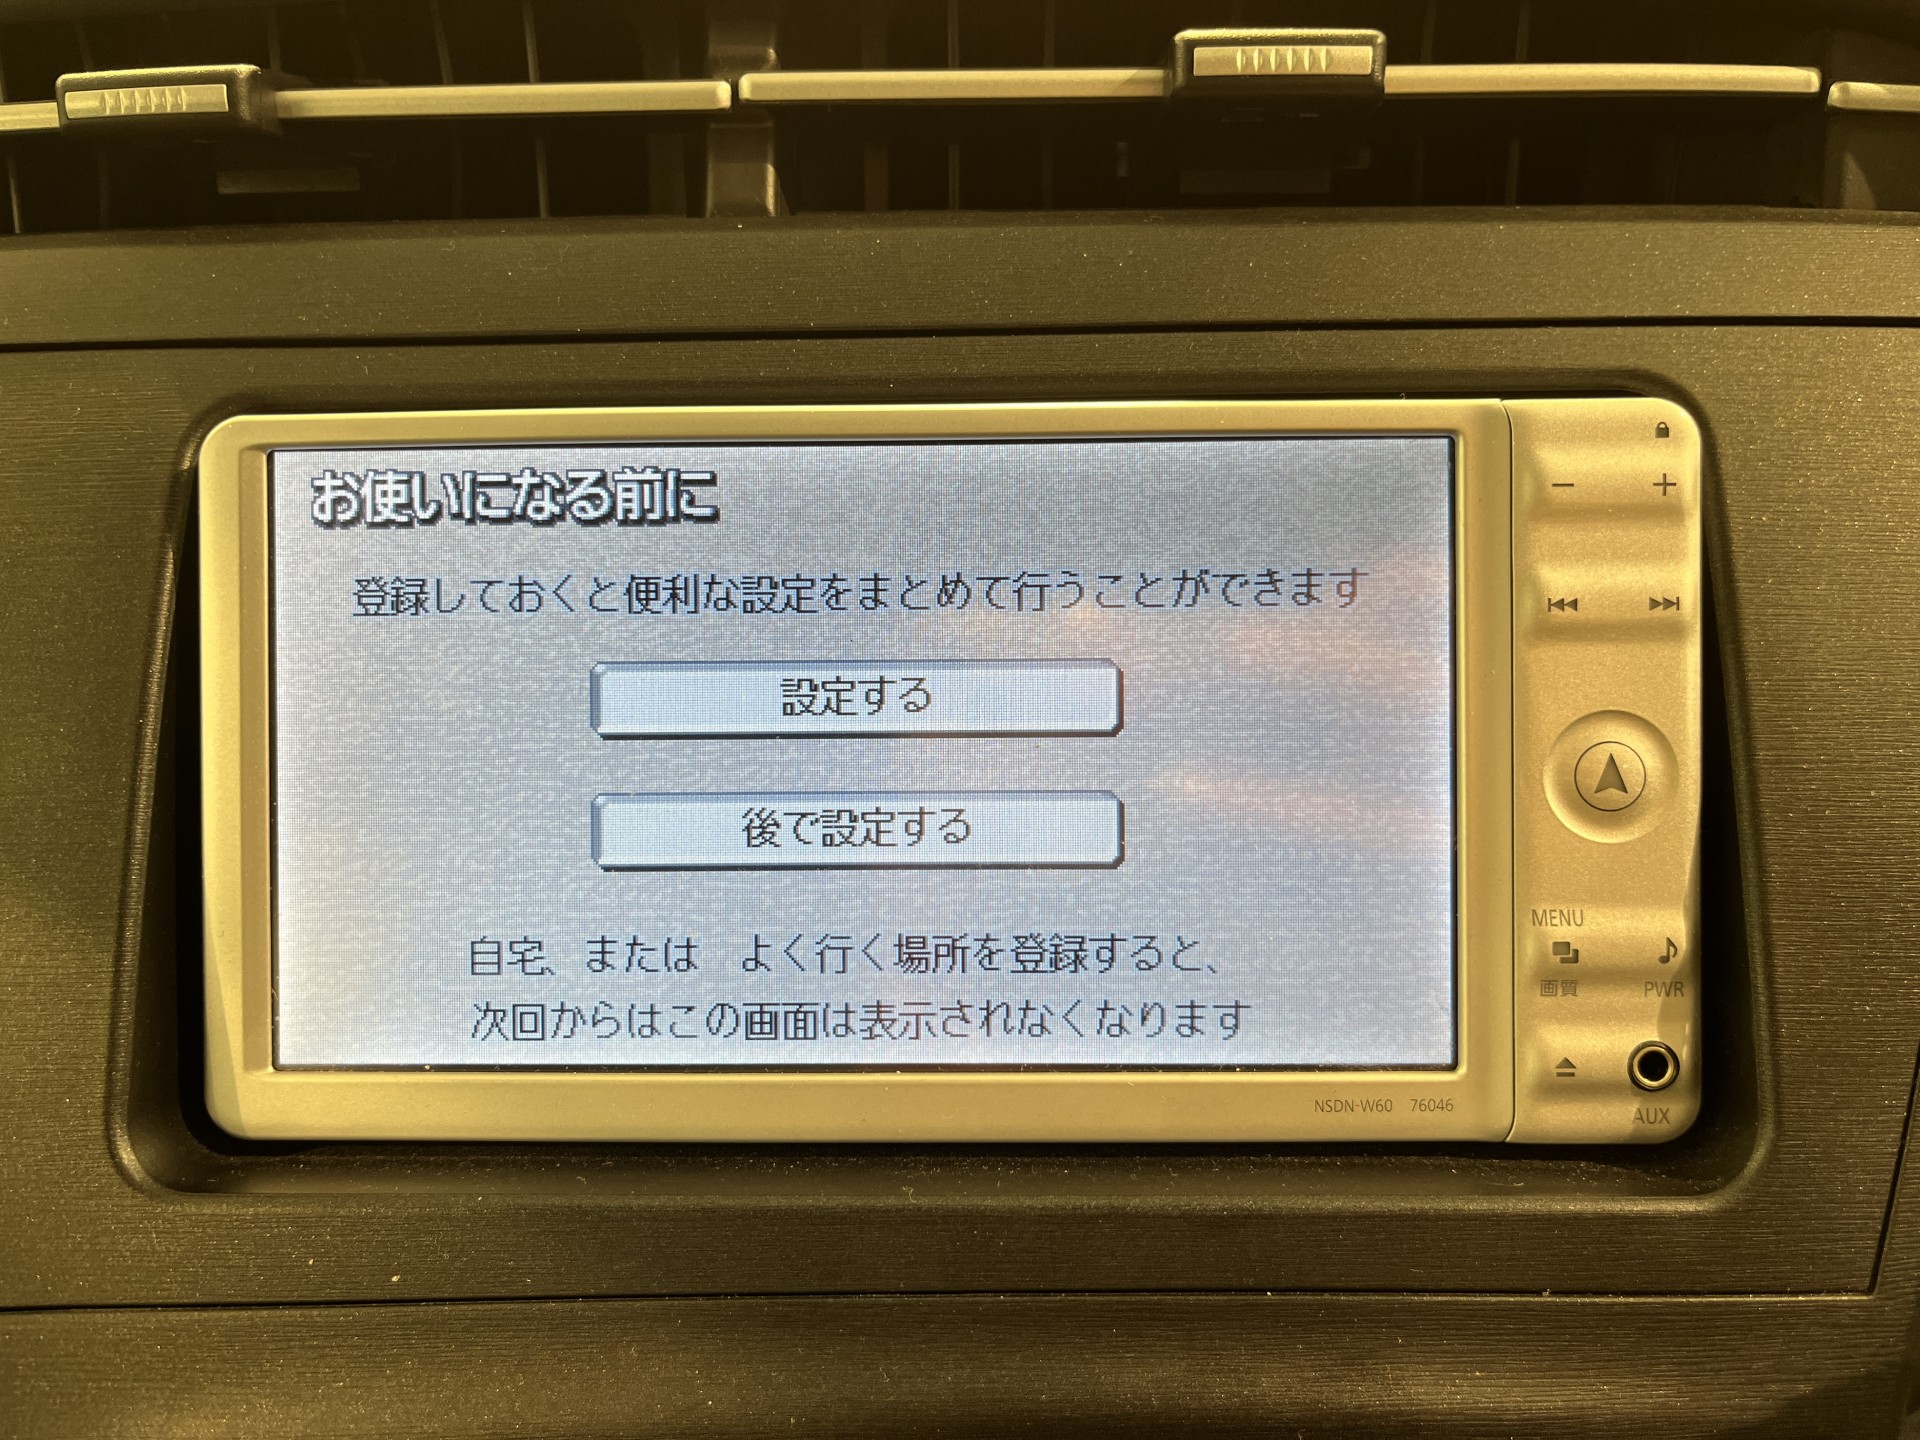 お使いになる前に
登録しておくと便利な設定をまとめて行うことができます
設定する
後で設定する
自宅、または　よく行く場所を登録すると、
次回からはこの画面は表示されなくなります
NSDN-W60 76046
− +
MENU
画質 PWR
AUX